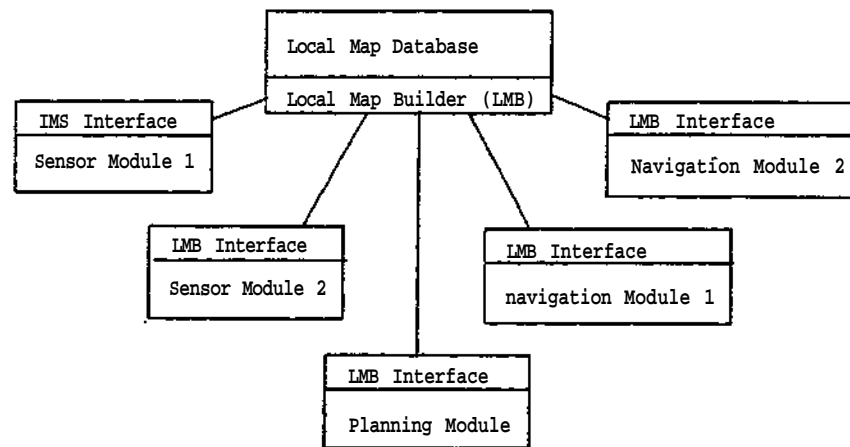 Local Map Database
Local Map Builder (LMB)
IMS Interface
Sensor Module 1
LMB Interface
Navigation Module 2
LMB Interface
Sensor Module 2
LMB Interface
navigation Module 1
LMB Interface
Planning Module